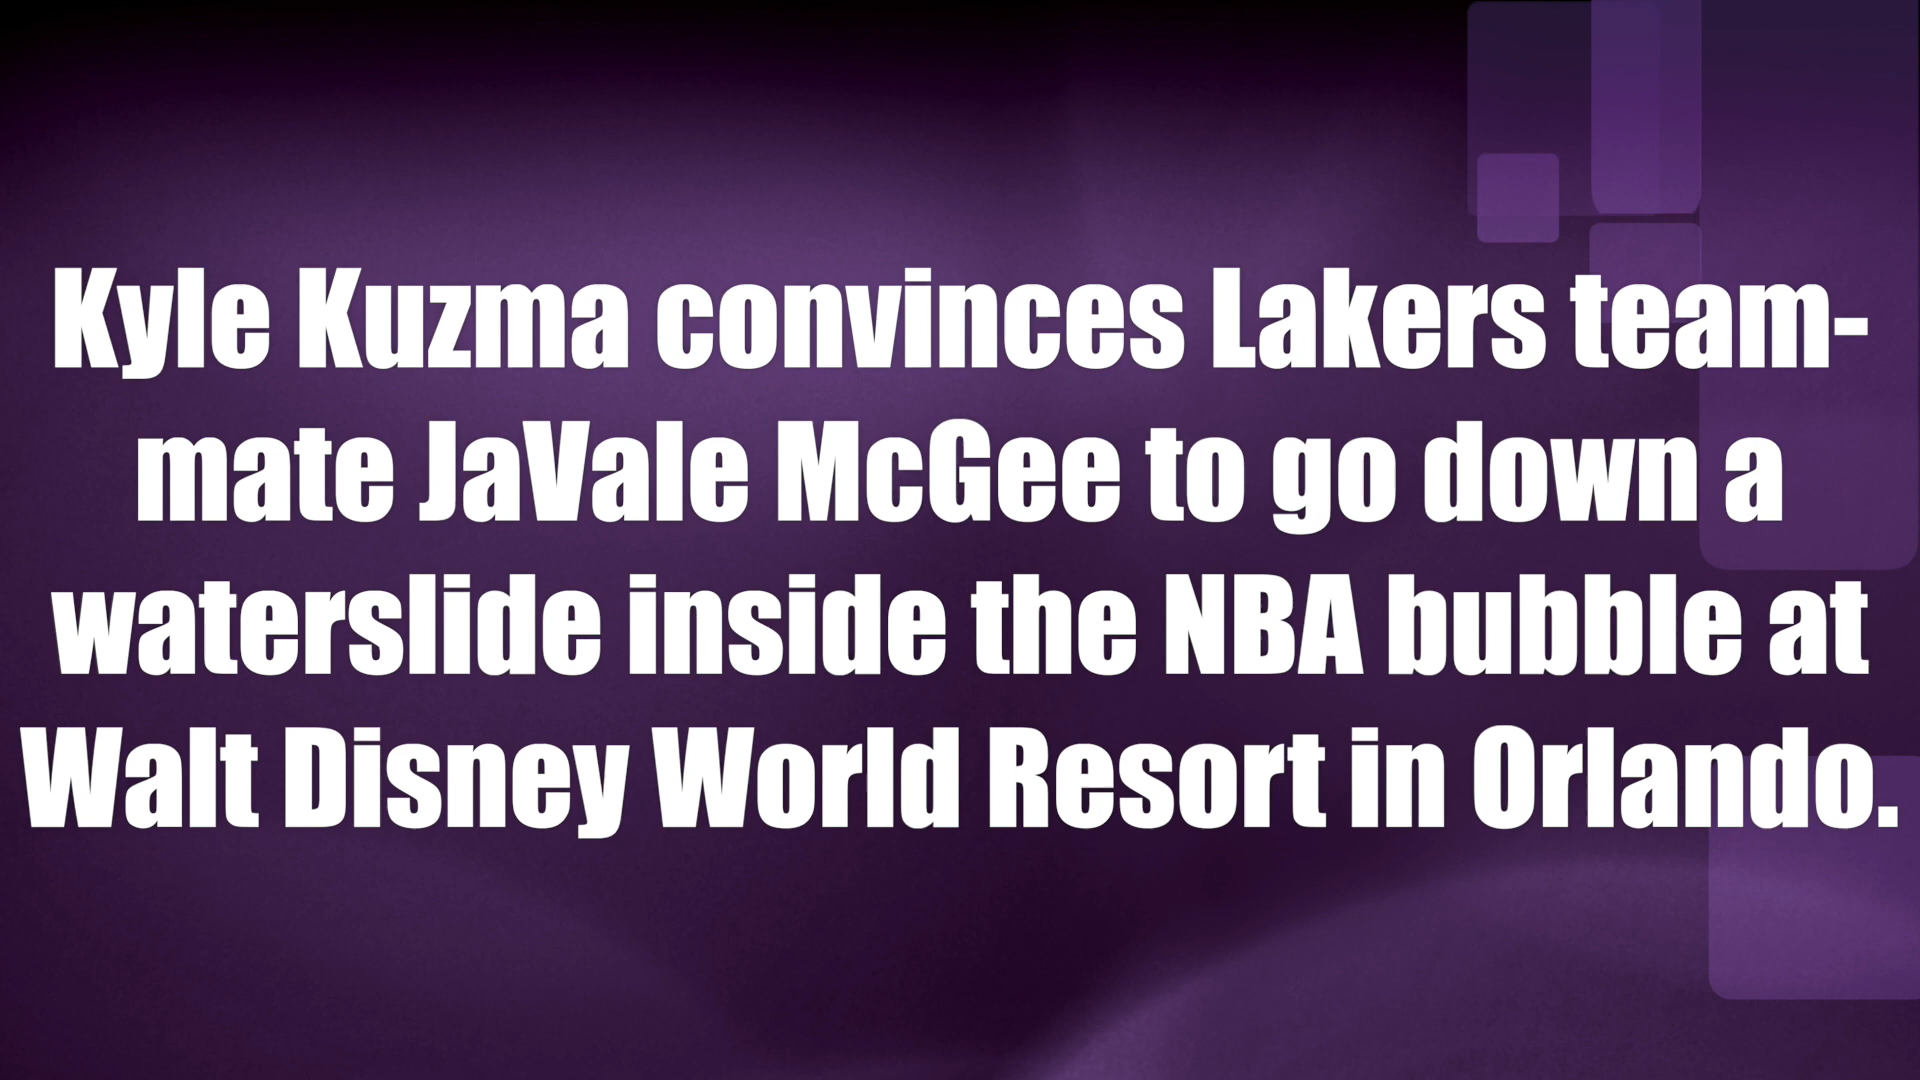 Kyle Kuzma convinces Lakers team-
mate JaVale McGee to go down a
waterslide inside the NBA bubble at
Walt Disney World Resort in Orlando.